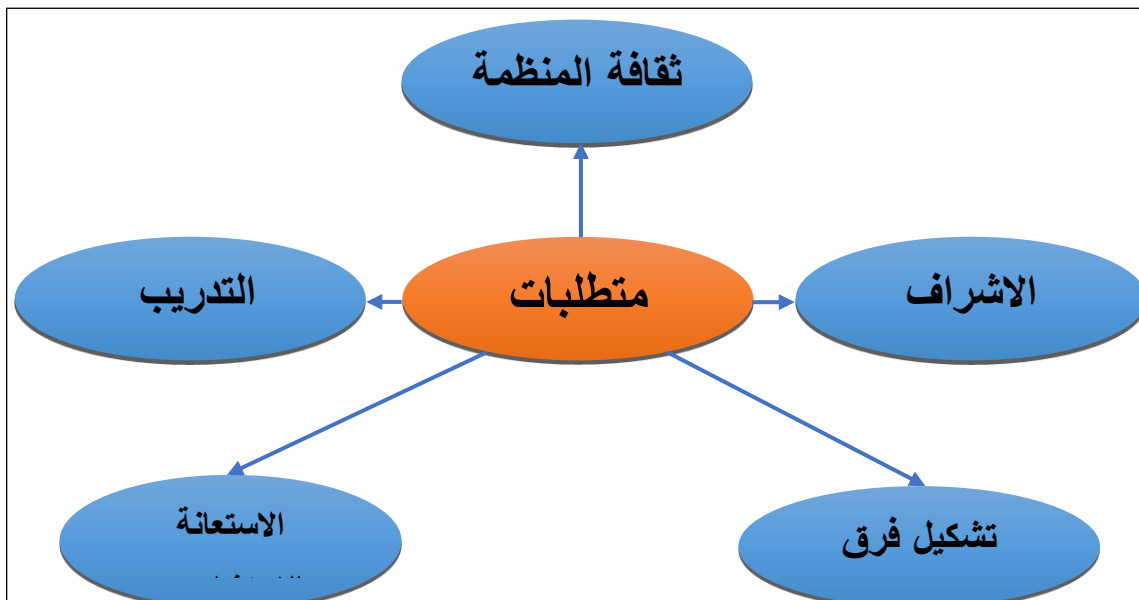 ثقافة المنظمة
الاشراف
متطلبات
التدريب
تشكيل فرق
الاستعانة